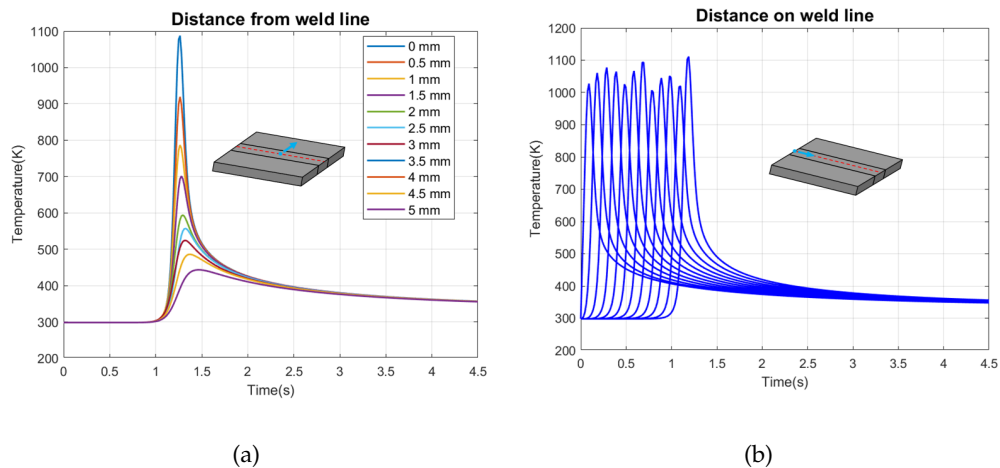 Distance from weld line
1100
1000
900
800
700
600
500
400
300
200
Temperature(K)
0 mm
0.5 mm
1 mm
1.5 mm
2 mm
2.5 mm
3 mm
3.5 mm
4 mm
4.5 mm
5 mm
0 0.5 1 1.5 2 2.5 3 3.5 4 4.5
Time(s)
(a)
Distance on weld line
1200
1100
1000
900
800
700
600
500
400
300
200
Temperature(K)
0 0.5 1 1.5 2 2.5 3 3.5 4 4.5
Time(s)
(b)